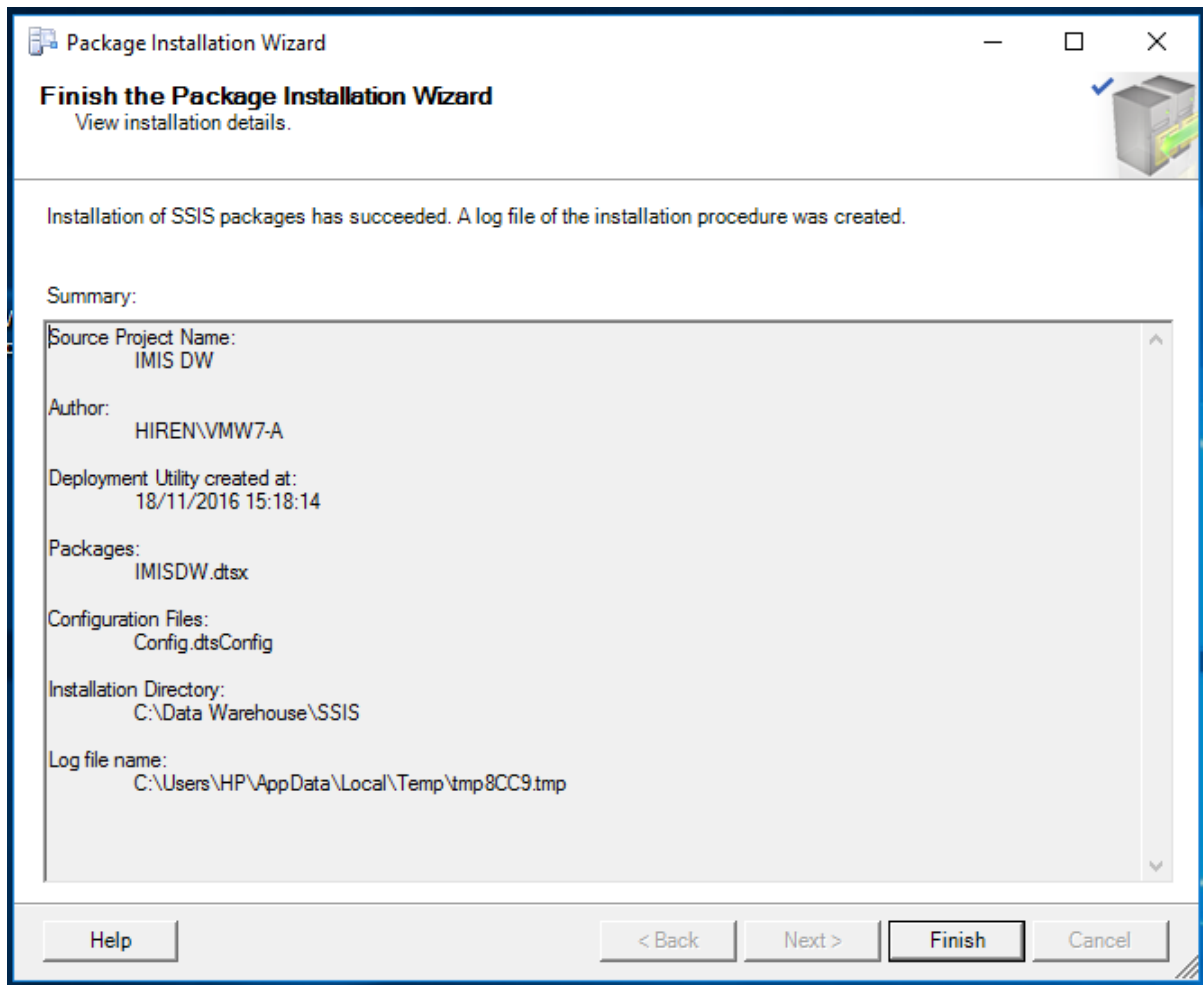 Package Installation Wizard
Finish the Package Installation Wizard
View installation details.
Installation of SSIS packages has succeeded. A log file of the installation procedure was created.
Summary:
Source Project Name:
IMIS DW
Author:
HIREN\VMW7-A
Deployment Utility created at:
18/11/2016 15:18:14
Packages:
IMISDW.dtsx
Configuration Files:
Config.dtsConfig
Installation Directory:
C:\Data Warehouse\SSIS
Log file name:
C:\Users\HP\AppData\Local\Temp\tmp8CC9.tmp
Help
< Back
Next >
Finish
Cancel